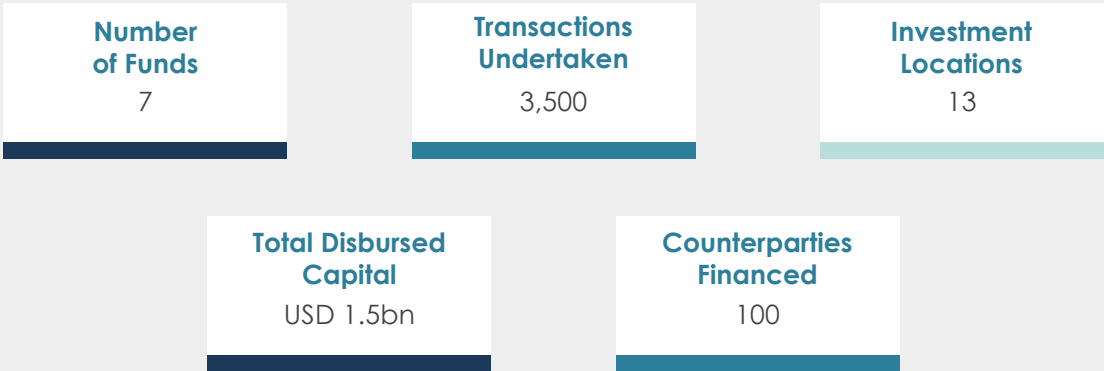 Number
of Funds
7
Transactions
Undertaken
3,500
Investment
Locations
13
Total Disbursed
Capital
USD 1.5bn
Counterparties
Financed
100